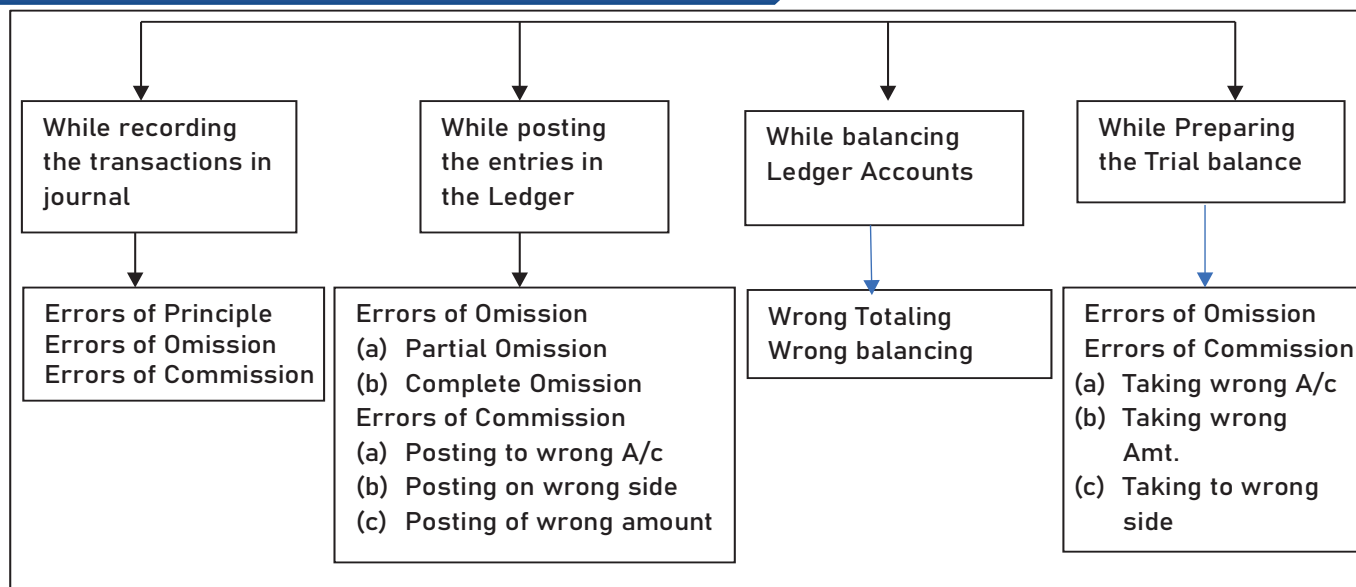 While recording
the transactions in
journal
While posting
the entries in
the Ledger
While balancing
Ledger Accounts
While Preparing
the Trial balance
Errors of Principle
Errors of Omission
Errors of Commission
Errors of Omission
(a) Partial Omission
(b) Complete Omission
Errors of Commission
(a) Posting to wrong A/c
(b) Posting on wrong side
(c) Posting of wrong amount
Wrong Totaling
Wrong balancing
Errors of Omission
Errors of Commission
(a) Taking wrong A/c
(b) Taking wrong
Amt.
(c) Taking to wrong
side